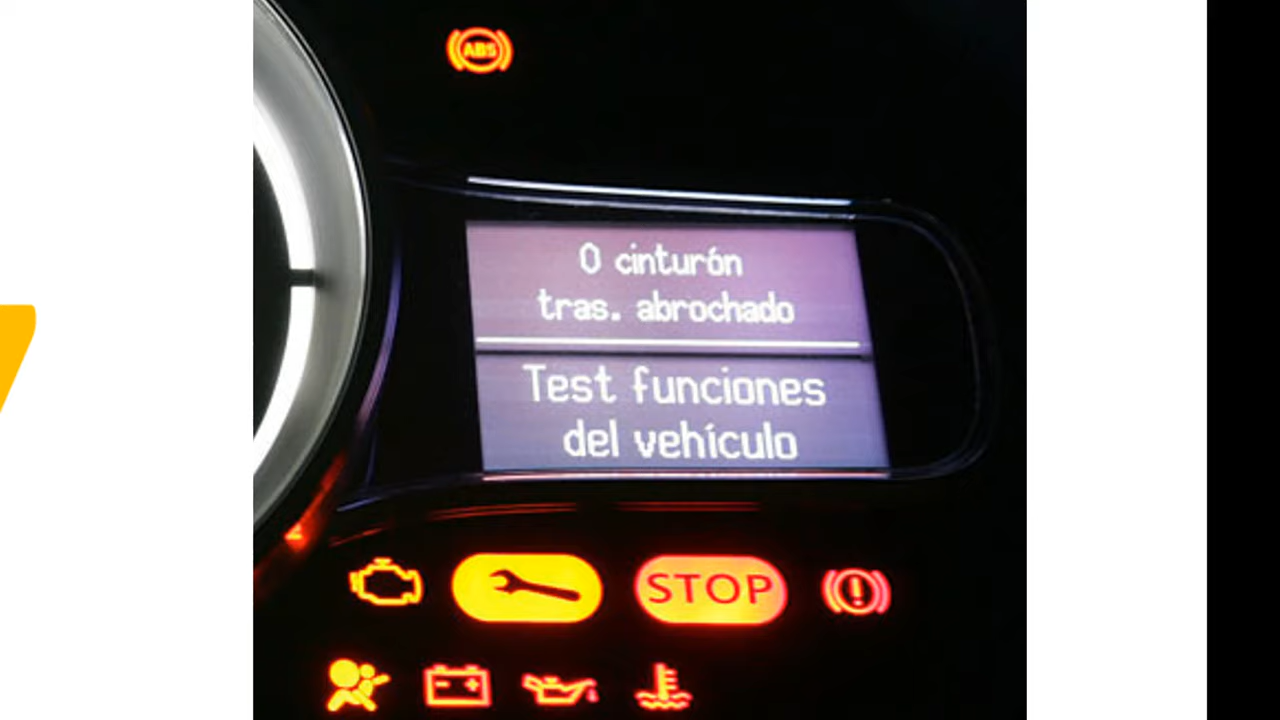 ABS
0 cinturón
tras. abrochado
Test funciones
del vehículo
STOP